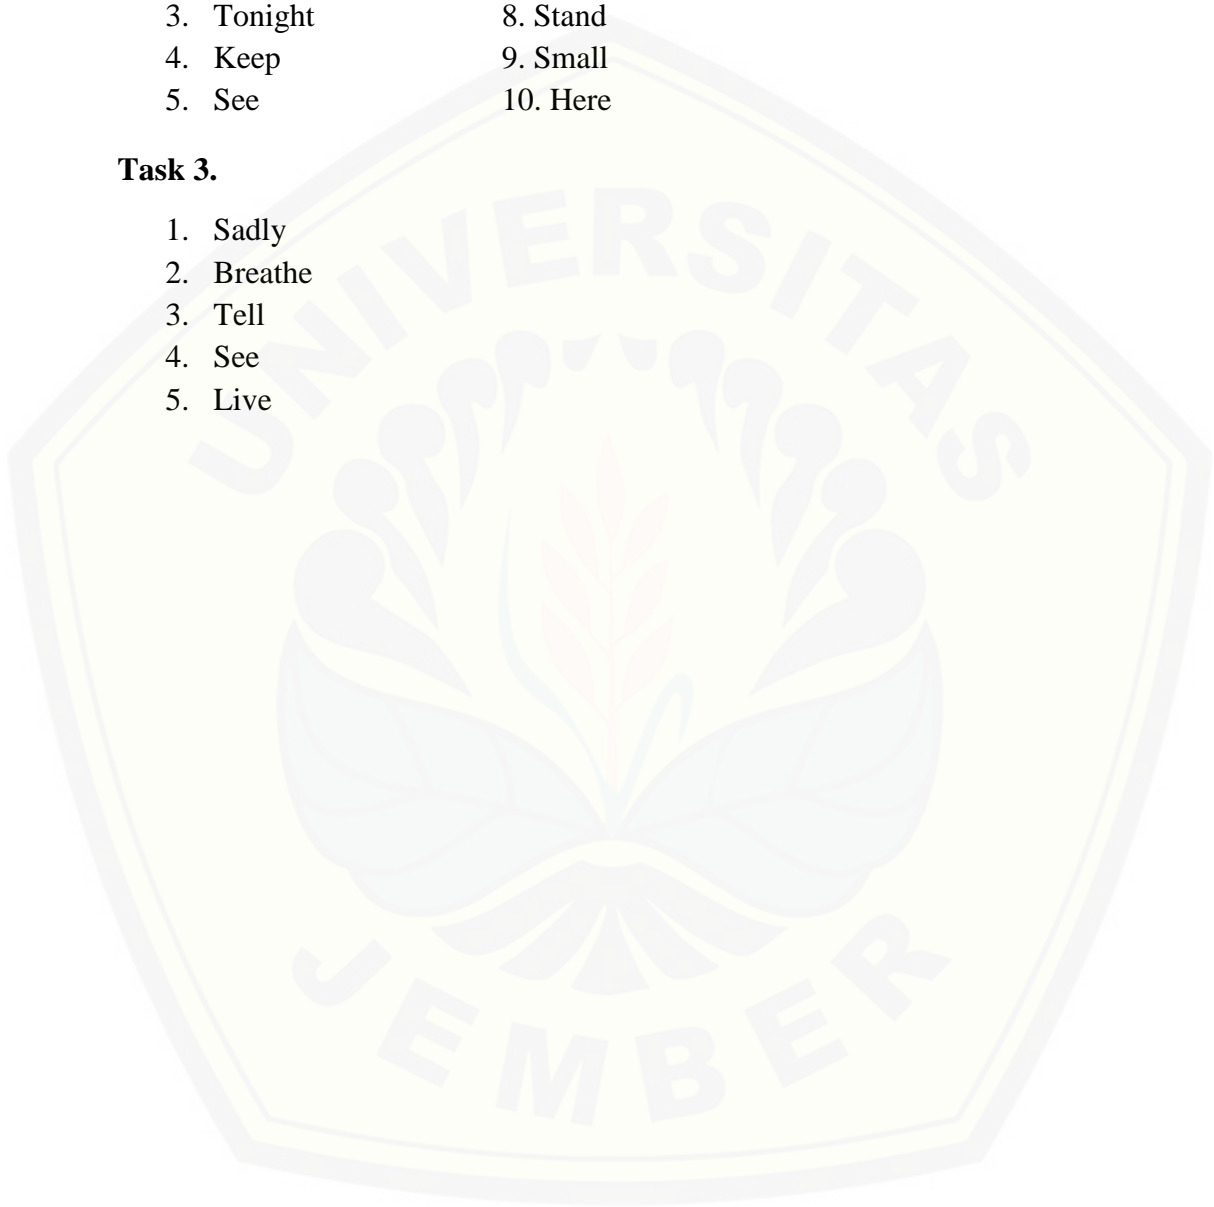 3. Tonight 8. Stand
4. Keep 9. Small
5. See 10. Here
Task 3.
1. Sadly
2. Breathe
3. Tell
4. See
5. Live
UNIVERSITAS
JEMBER